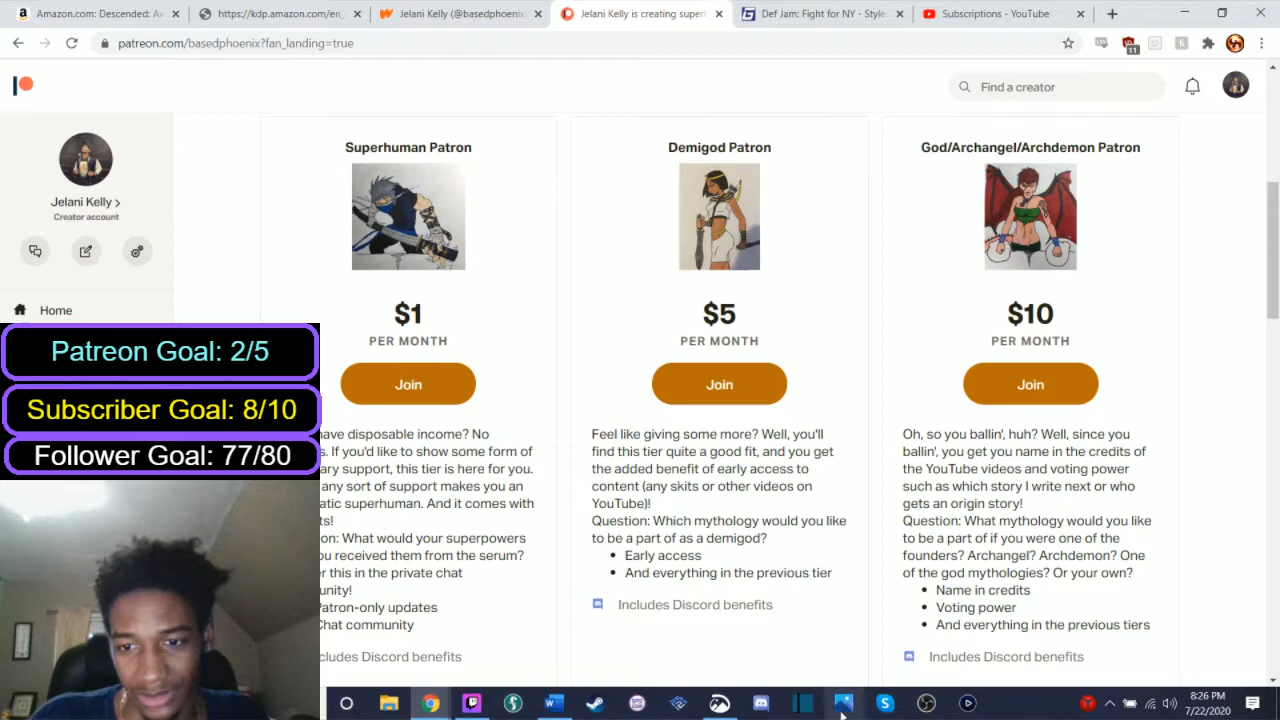 Amazon.com: Descended: A
https://kdp.amazon.com/en_
Jelani Kelly (@basedphoenix
Jelani Kelly is creating super
Def Jam: Fight for NY - Style
Subscriptions - YouTube
patreon.com/basedphoenix?fan_landing=true
11
Find a creator
Jelani Kelly
Creator account
Home
Patreon Goal: 2/5
Subscriber Goal: 8/10
Follower Goal: 77/80
Superhuman Patron
$1
PER MONTH
Join
have disposable income? No
If you'd like to show some form of
ary support, this tier is here for you.
any sort of support makes you an
atic superhuman. And it comes with
ts!
on: What would your superpowers
u received them from the serum?
r this in the private chat
unity!
Patron-only updates
Chat community
ncludes Discord benefits
Demigod Patron
$5
PER MONTH
Join
Feel like giving some more? Well, you'll
find this tier quite a good fit, and you get
the added benefit of early access to
content (any skits or other videos on
YouTube)!
Question: Which mythology would you like
to be a part of as a demigod?
Early access
And everything in the previous tier
Includes Discord benefits
God/Archangel/Archdemon Patron
$10
PER MONTH
Join
Oh, so you ballin', huh? Well, since you
ballin', you get you name in the credits of
the YouTube videos and voting power
such as which story I write next or who
gets an origin story!
Question: What mythology would you like
to be a part of if you were one of the
founders? Archangel? Archdemon? One
of the god mythologies? Or your own?
Name in credits
Voting power
And everything in the previous tiers
Includes Discord benefits
8:26 PM
7/22/2020